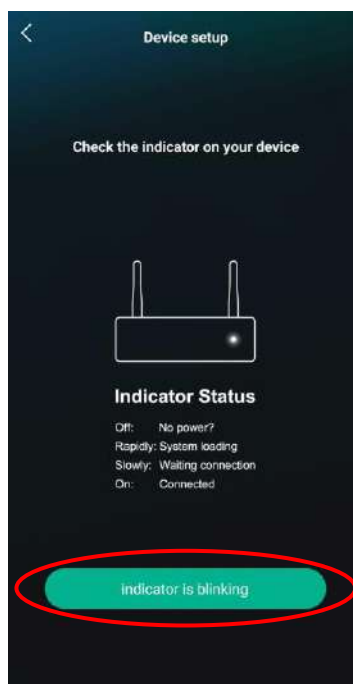 Device setup
Check the indicator on your device
Indicator Status
Off: No power?
Rapidly: System loading
Slowly: Waiting connection
On: Connected
indicator is blinking